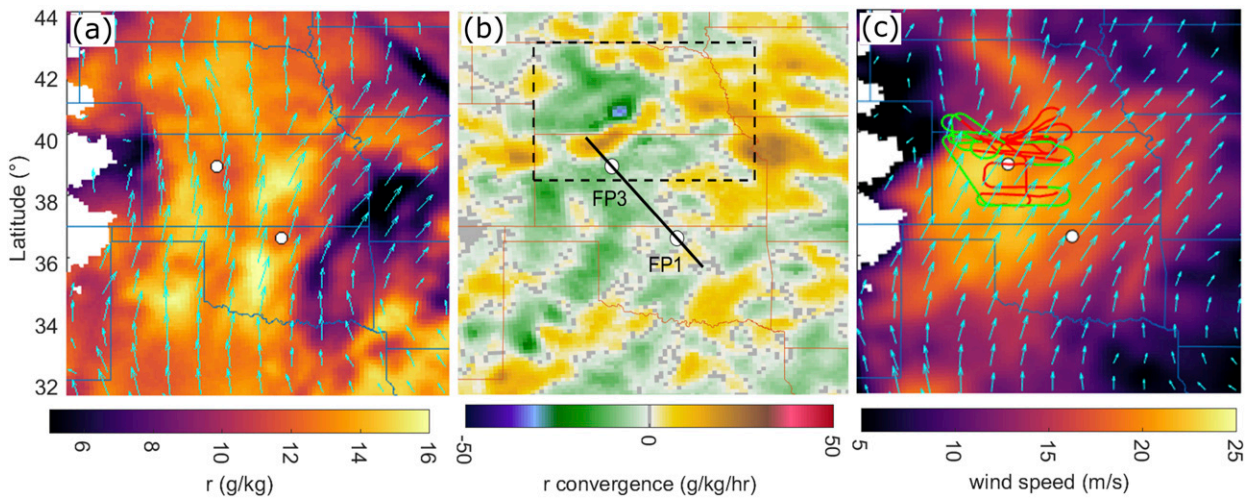 (a)
(b)
(c)
44
42
40
38
36
34
32
Latitude (°)
FP3
FP1
6
8
10
12
14
16
r (g/kg)
-50
0
50
r convergence (g/kg/hr)
5
10
15
20
25
wind speed (m/s)